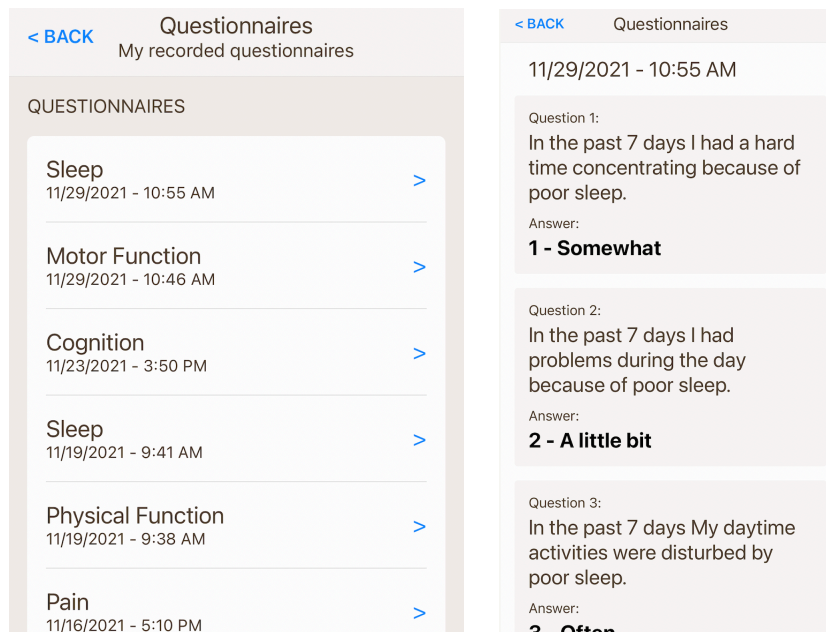 < BACK
Questionnaires
My recorded questionnaires
QUESTIONNAIRES
Sleep
11/29/2021 - 10:55 AM
>
Motor Function
11/29/2021 - 10:46 AM
>
Cognition
11/23/2021 - 3:50 PM
>
Sleep
11/19/2021 - 9:41 AM
>
Physical Function
11/19/2021 - 9:38 AM
>
Pain
11/16/2021 - 5:10 PM
>
< BACK
Questionnaires
11/29/2021 - 10:55 AM
Question 1:
In the past 7 days I had a hard
time concentrating because of
poor sleep.
Answer:
1 - Somewhat
Question 2:
In the past 7 days I had
problems during the day
because of poor sleep.
Answer:
2 - A little bit
Question 3:
In the past 7 days My daytime
activities were disturbed by
poor sleep.
Answer:
3 - Often